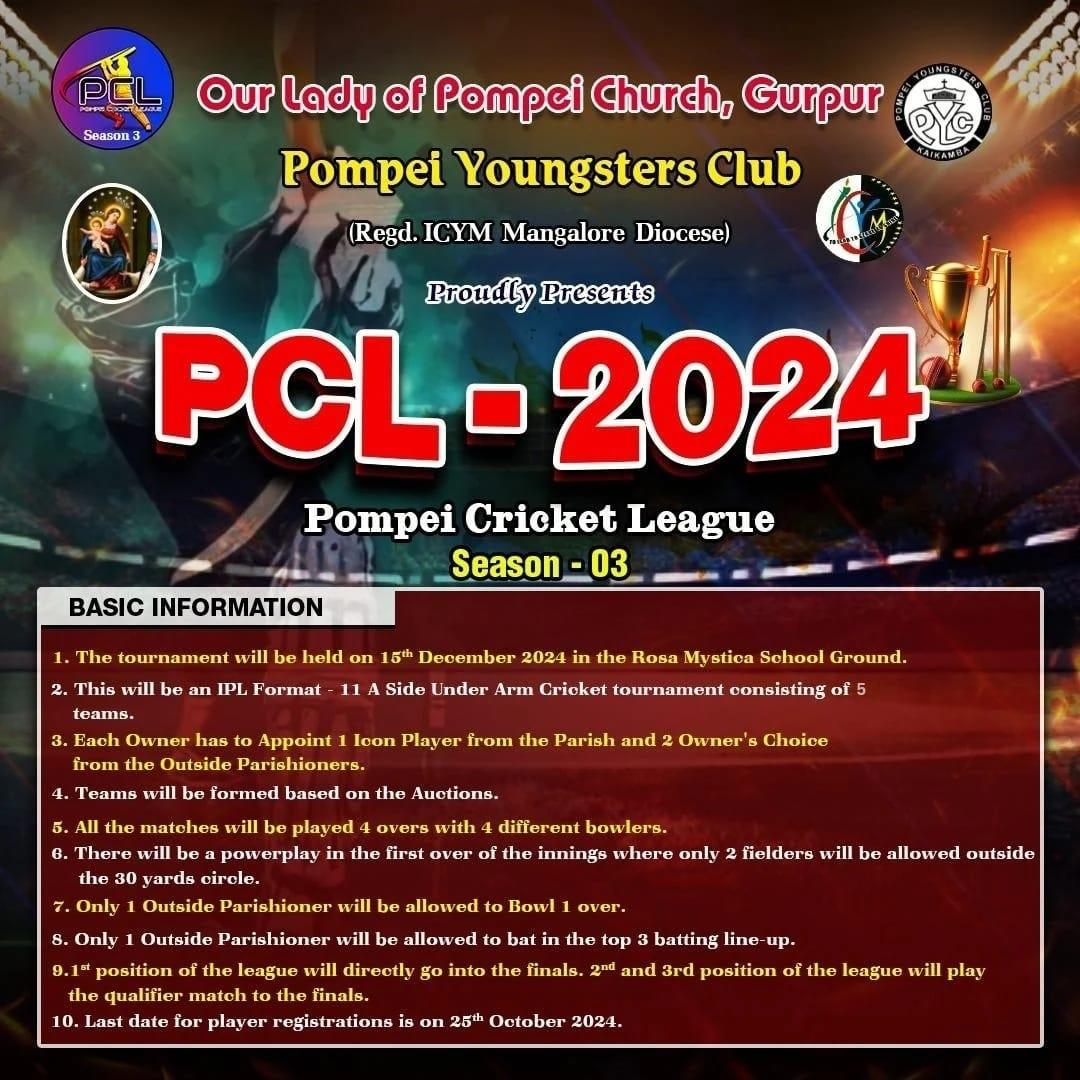 PCL
POMPEI CRICKET LEAGUE
Season 3
Our Lady of Pompei Church, Gurpur
POMPEI YOUNGSTERS CLUB
PYC
KAIKAMBA
Pompei Youngsters Club
(Regd. ICYM Mangalore Diocese)
Proudly Presents
PCL - 2024
Pompei Cricket League
Season - 03
BASIC INFORMATION
1. The tournament will be held on 15th December 2024 in the Rosa Mystica School Ground.
2. This will be an IPL Format - 11 A Side Under Arm Cricket tournament consisting of 5
teams.
3. Each Owner has to Appoint 1 Icon Player from the Parish and 2 Owner's Choice
from the Outside Parishioners.
4. Teams will be formed based on the Auctions.
5. All the matches will be played 4 overs with 4 different bowlers.
6. There will be a powerplay in the first over of the innings where only 2 fielders will be allowed outside
the 30 yards circle.
7. Only 1 Outside Parishioner will be allowed to Bowl 1 over.
8. Only 1 Outside Parishioner will be allowed to bat in the top 3 batting line-up.
9.1st position of the league will directly go into the finals. 2nd and 3rd position of the league will play
the qualifier match to the finals.
10. Last date for player registrations is on 25th October 2024.